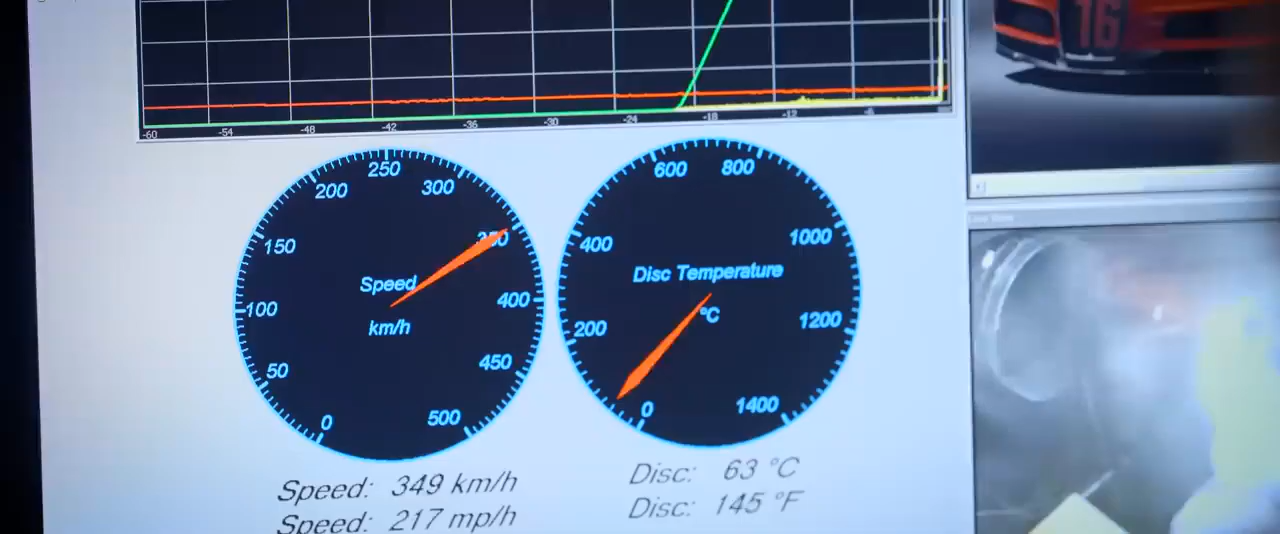 16
-60 -54 -48 -42 -36 -30 -24 -18 -12 -6
0 50 100 150 200 250 300 350 400 450 500
Speed
km/h
0 200 400 600 800 1000 1200 1400
Disc Temperature
°C
Speed: 349 km/h
Speed: 217 mp/h
Disc: 63 °C
Disc: 145 °F